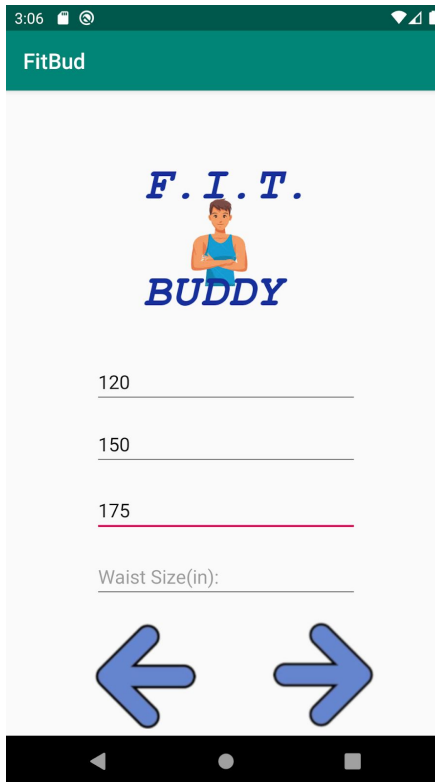 3:06
FitBud
F.I.T.
BUDDY
120
150
175
Waist Size(in):